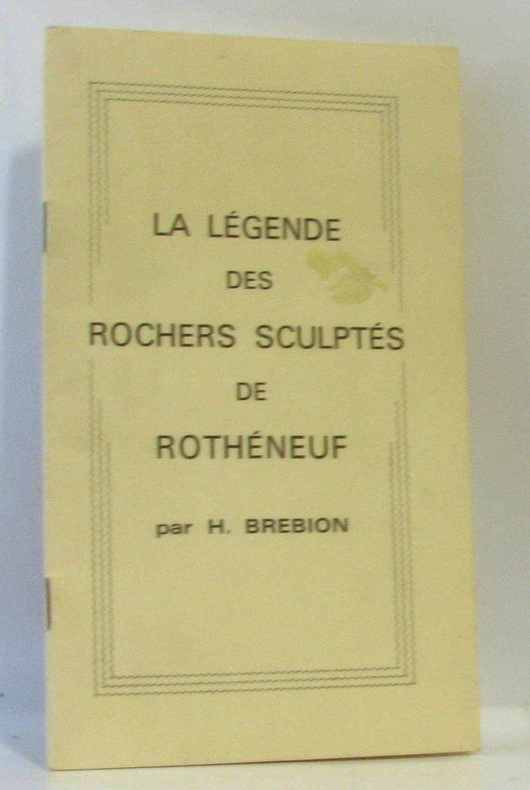 LA LÉGENDE
DES
ROCHERS SCULPTÉS
DE
ROTHÉNEUF
par H. BREBION